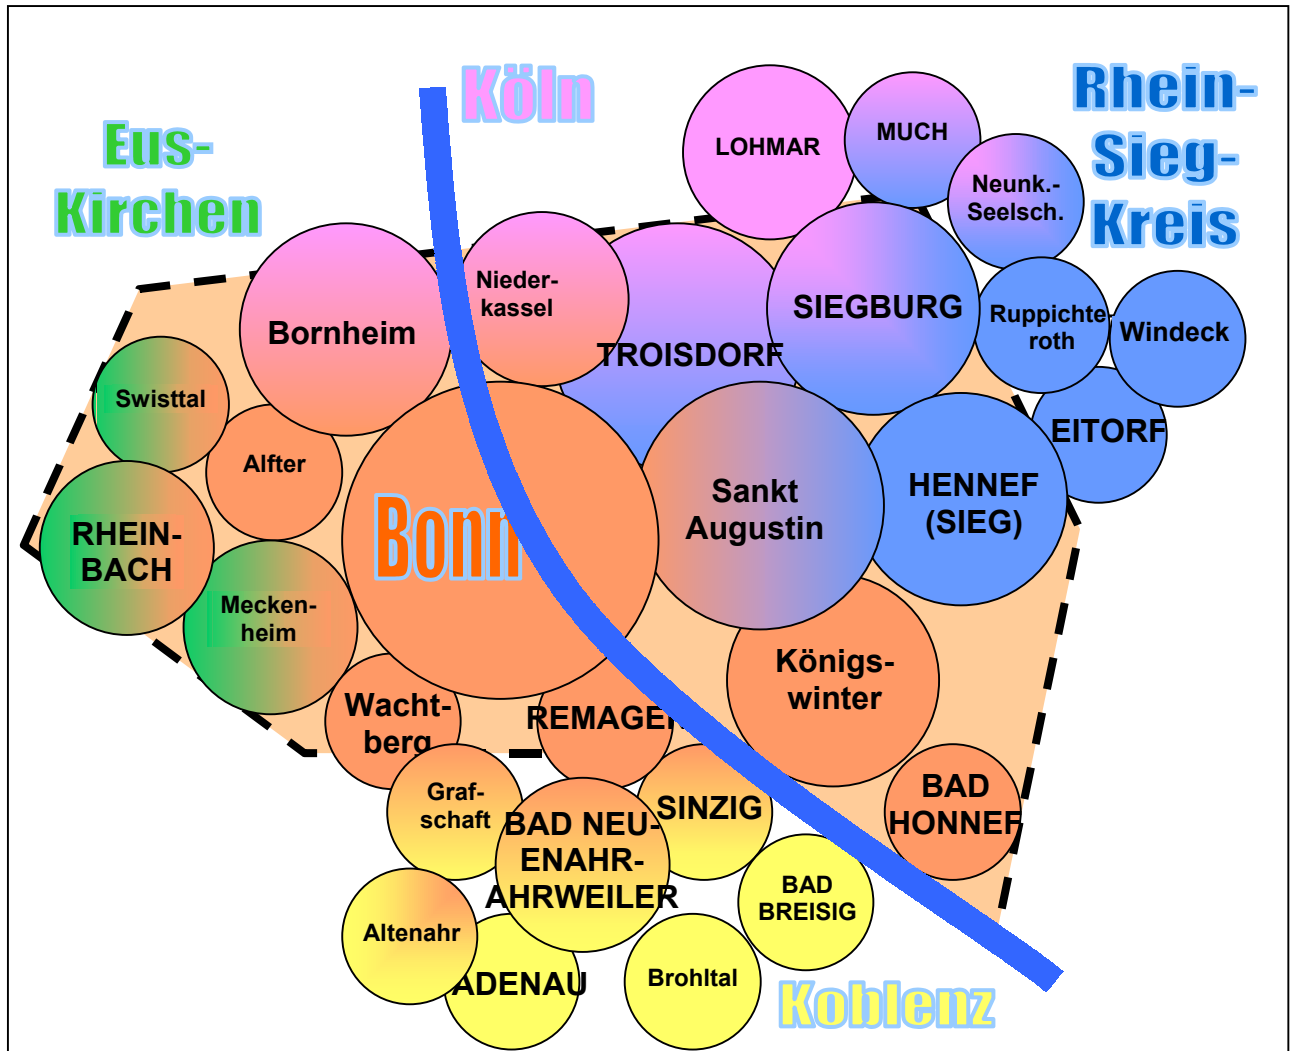 Köln
Rhein-
Sieg-
Kreis
Eus-
Kirchen
LOHMAR
MUCH
Neunk.-
Seelsch.
Nieder-
kassel
Bornheim
TROISDORF
SIEGBURG
Ruppichte
roth
Windeck
Swisttal
Alfter
EITORF
RHEIN-
BACH
Bonn
Sankt
Augustin
HENNEF
(SIEG)
Mecken-
heim
Königs-
winter
Wacht-
berg
REMAGEN
Graf-
schaft
BAD NEU-
ENAHR-
AHRWEILER
SINZIG
BAD
HONNEF
BAD
BREISIG
Altenahr
ADENAU
Brohltal
Koblenz